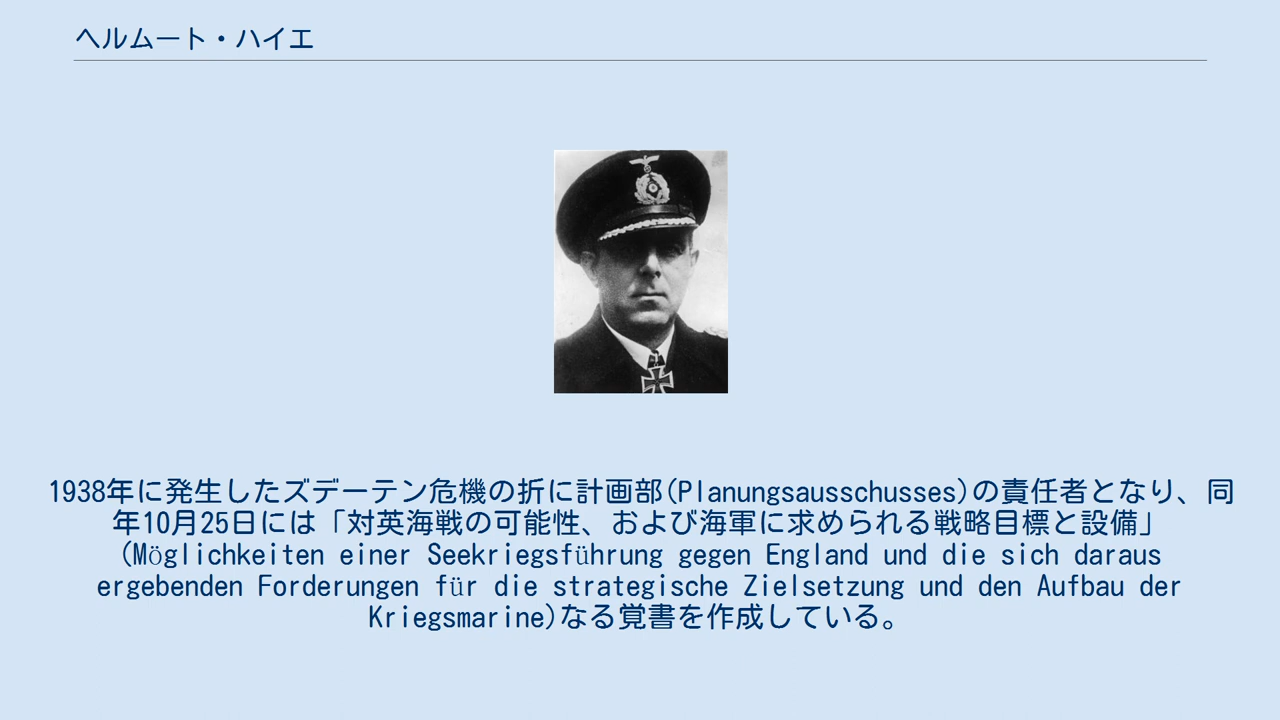 ヘルムート・ハイエ
1938年に発生したズデーテン危機の折に計画部(Planungsausschusses)の責任者となり、同
年10月25日には「対英海戦の可能性、および海軍に求められる戦略目標と設備」
(Möglichkeiten einer Seekriegsführung gegen England und die sich daraus
ergebenden Forderungen für die strategische Zielsetzung und den Aufbau der
Kriegsmarine)なる覚書を作成している。